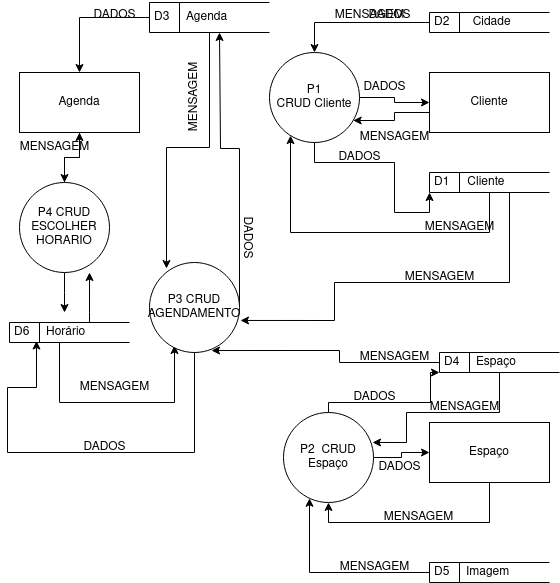 DADOS
D3 Agenda
MENSAGEM
DADOS
D2 Cidade
Agenda
MENSAGEM
P1
CRUD Cliente
DADOS
Cliente
MENSAGEM
MENSAGEM
DADOS
D1 Cliente
P4 CRUD
ESCOLHER
HORARIO
DADOS
MENSAGEM
MENSAGEM
P3 CRUD
AGENDAMENTO
D6 Horário
MENSAGEM
D4 Espaço
MENSAGEM
DADOS
MENSAGEM
DADOS
P2 CRUD
Espaço
Espaço
DADOS
MENSAGEM
MENSAGEM
D5 Imagem